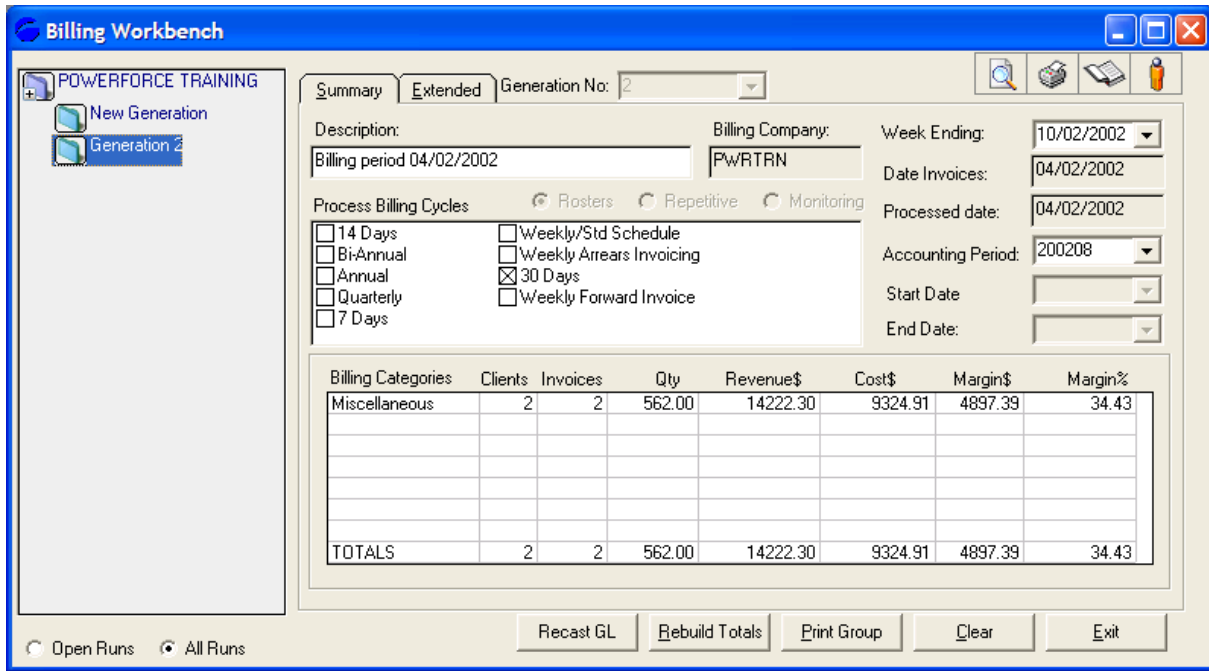 Billing Workbench
POWERFORCE TRAINING
New Generation
Generation 2
Summary Extended Generation No: 2
Description: Billing Company: Week Ending: 10/02/2002
Billing period 04/02/2002 PWRTRN Date Invoices: 04/02/2002
Process Billing Cycles Rosters Repetitive Monitoring Processed date: 04/02/2002
14 Days Weekly/Std Schedule
Bi-Annual Weekly Arrears Invoicing Accounting Period: 200208
Annual 30 Days
Quarterly Weekly Forward Invoice Start Date
7 Days End Date:
Billing Categories Clients Invoices Qty Revenue$ Cost$ Margin$ Margin%
Miscellaneous 2 2 562.00 14222.30 9324.91 4897.39 34.43
TOTALS 2 2 562.00 14222.30 9324.91 4897.39 34.43
Recast GL Rebuild Totals Print Group Clear Exit
Open Runs All Runs